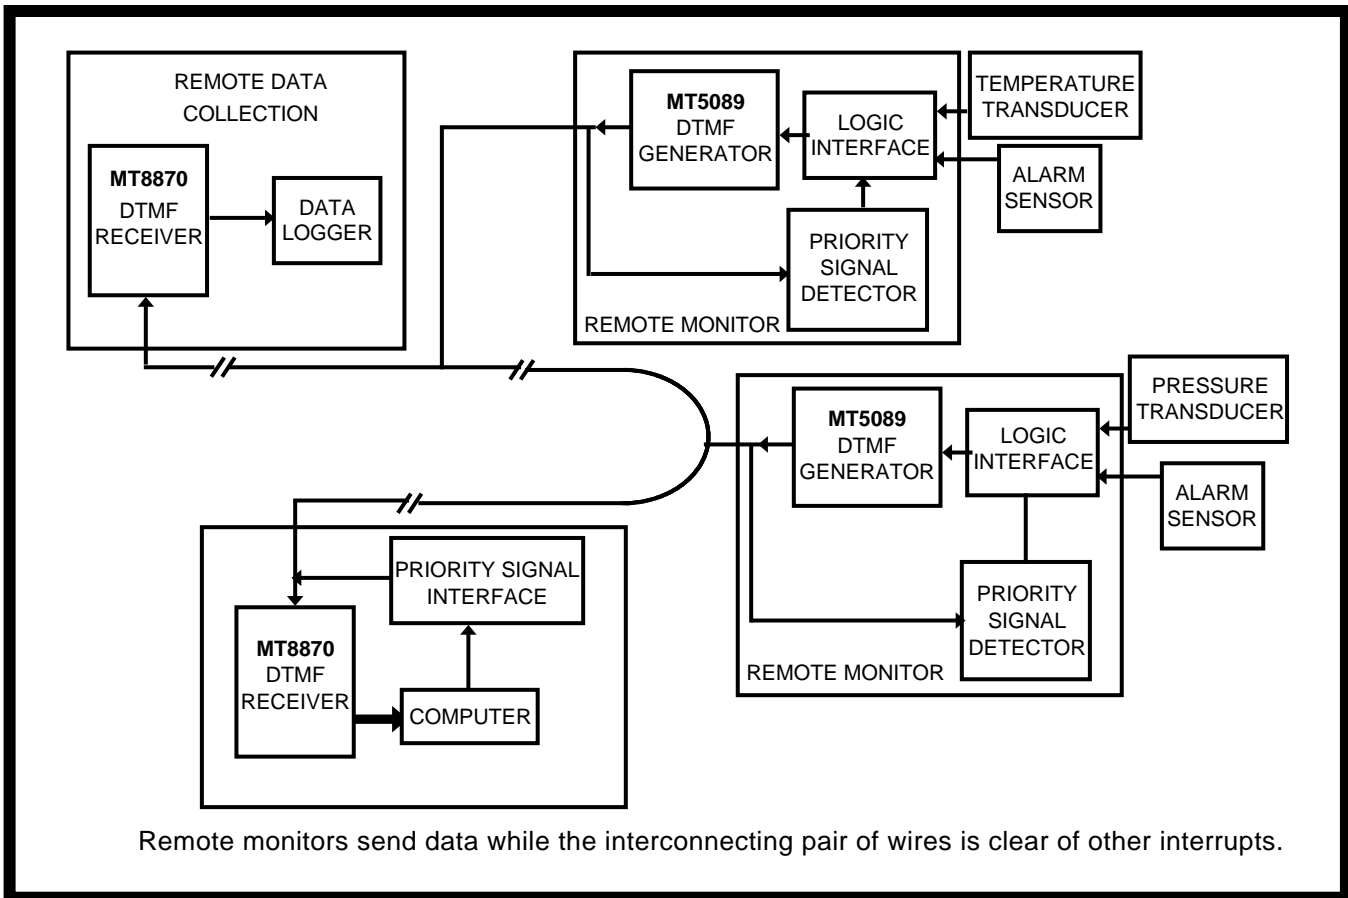 REMOTE DATA
COLLECTION
MT8870
DTMF
RECEIVER
DATA
LOGGER
MT5089
DTMF
GENERATOR
LOGIC
INTERFACE
TEMPERATURE
TRANSDUCER
ALARM
SENSOR
PRIORITY
SIGNAL
DETECTOR
REMOTE MONITOR
MT5089
DTMF
GENERATOR
LOGIC
INTERFACE
PRESSURE
TRANSDUCER
ALARM
SENSOR
PRIORITY
SIGNAL
DETECTOR
REMOTE MONITOR
PRIORITY SIGNAL
INTERFACE
MT8870
DTMF
RECEIVER
COMPUTER
Remote monitors send data while the interconnecting pair of wires is clear of other interrupts.